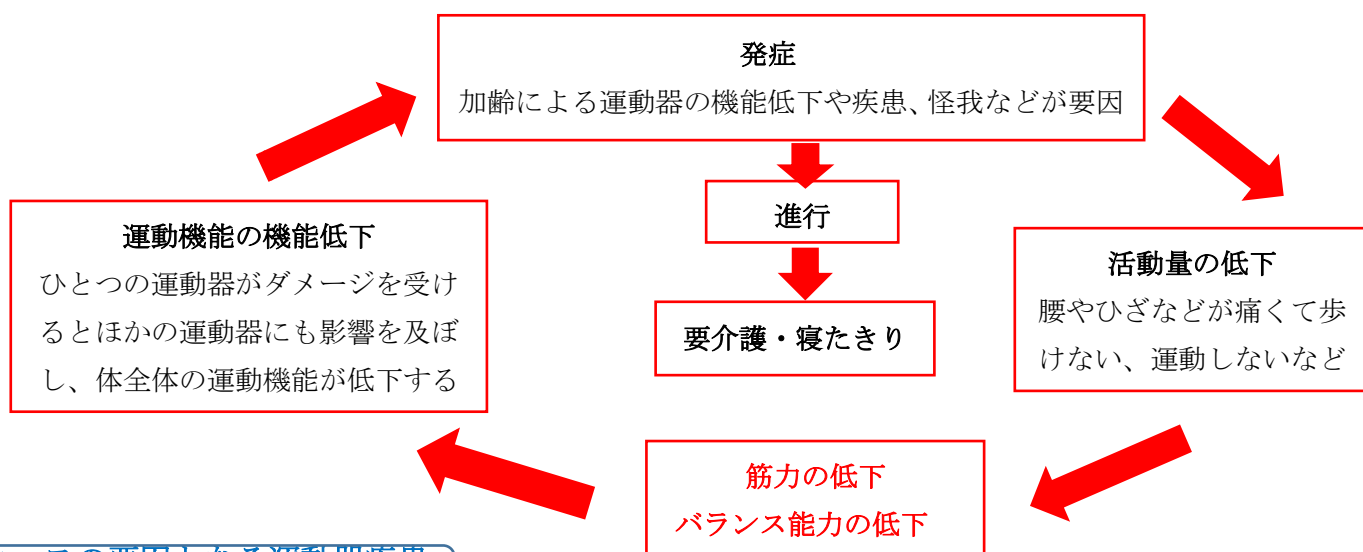 発症
加齢による運動器の機能低下や疾患、怪我などが要因
進行
要介護・寝たきり
運動機能の機能低下
ひとつの運動器がダメージを受け
るとほかの運動器にも影響を及ぼ
し、体全体の運動機能が低下する
活動量の低下
腰やひざなどが痛くて歩
けない、運動しないなど
筋力の低下
バランス能力の低下